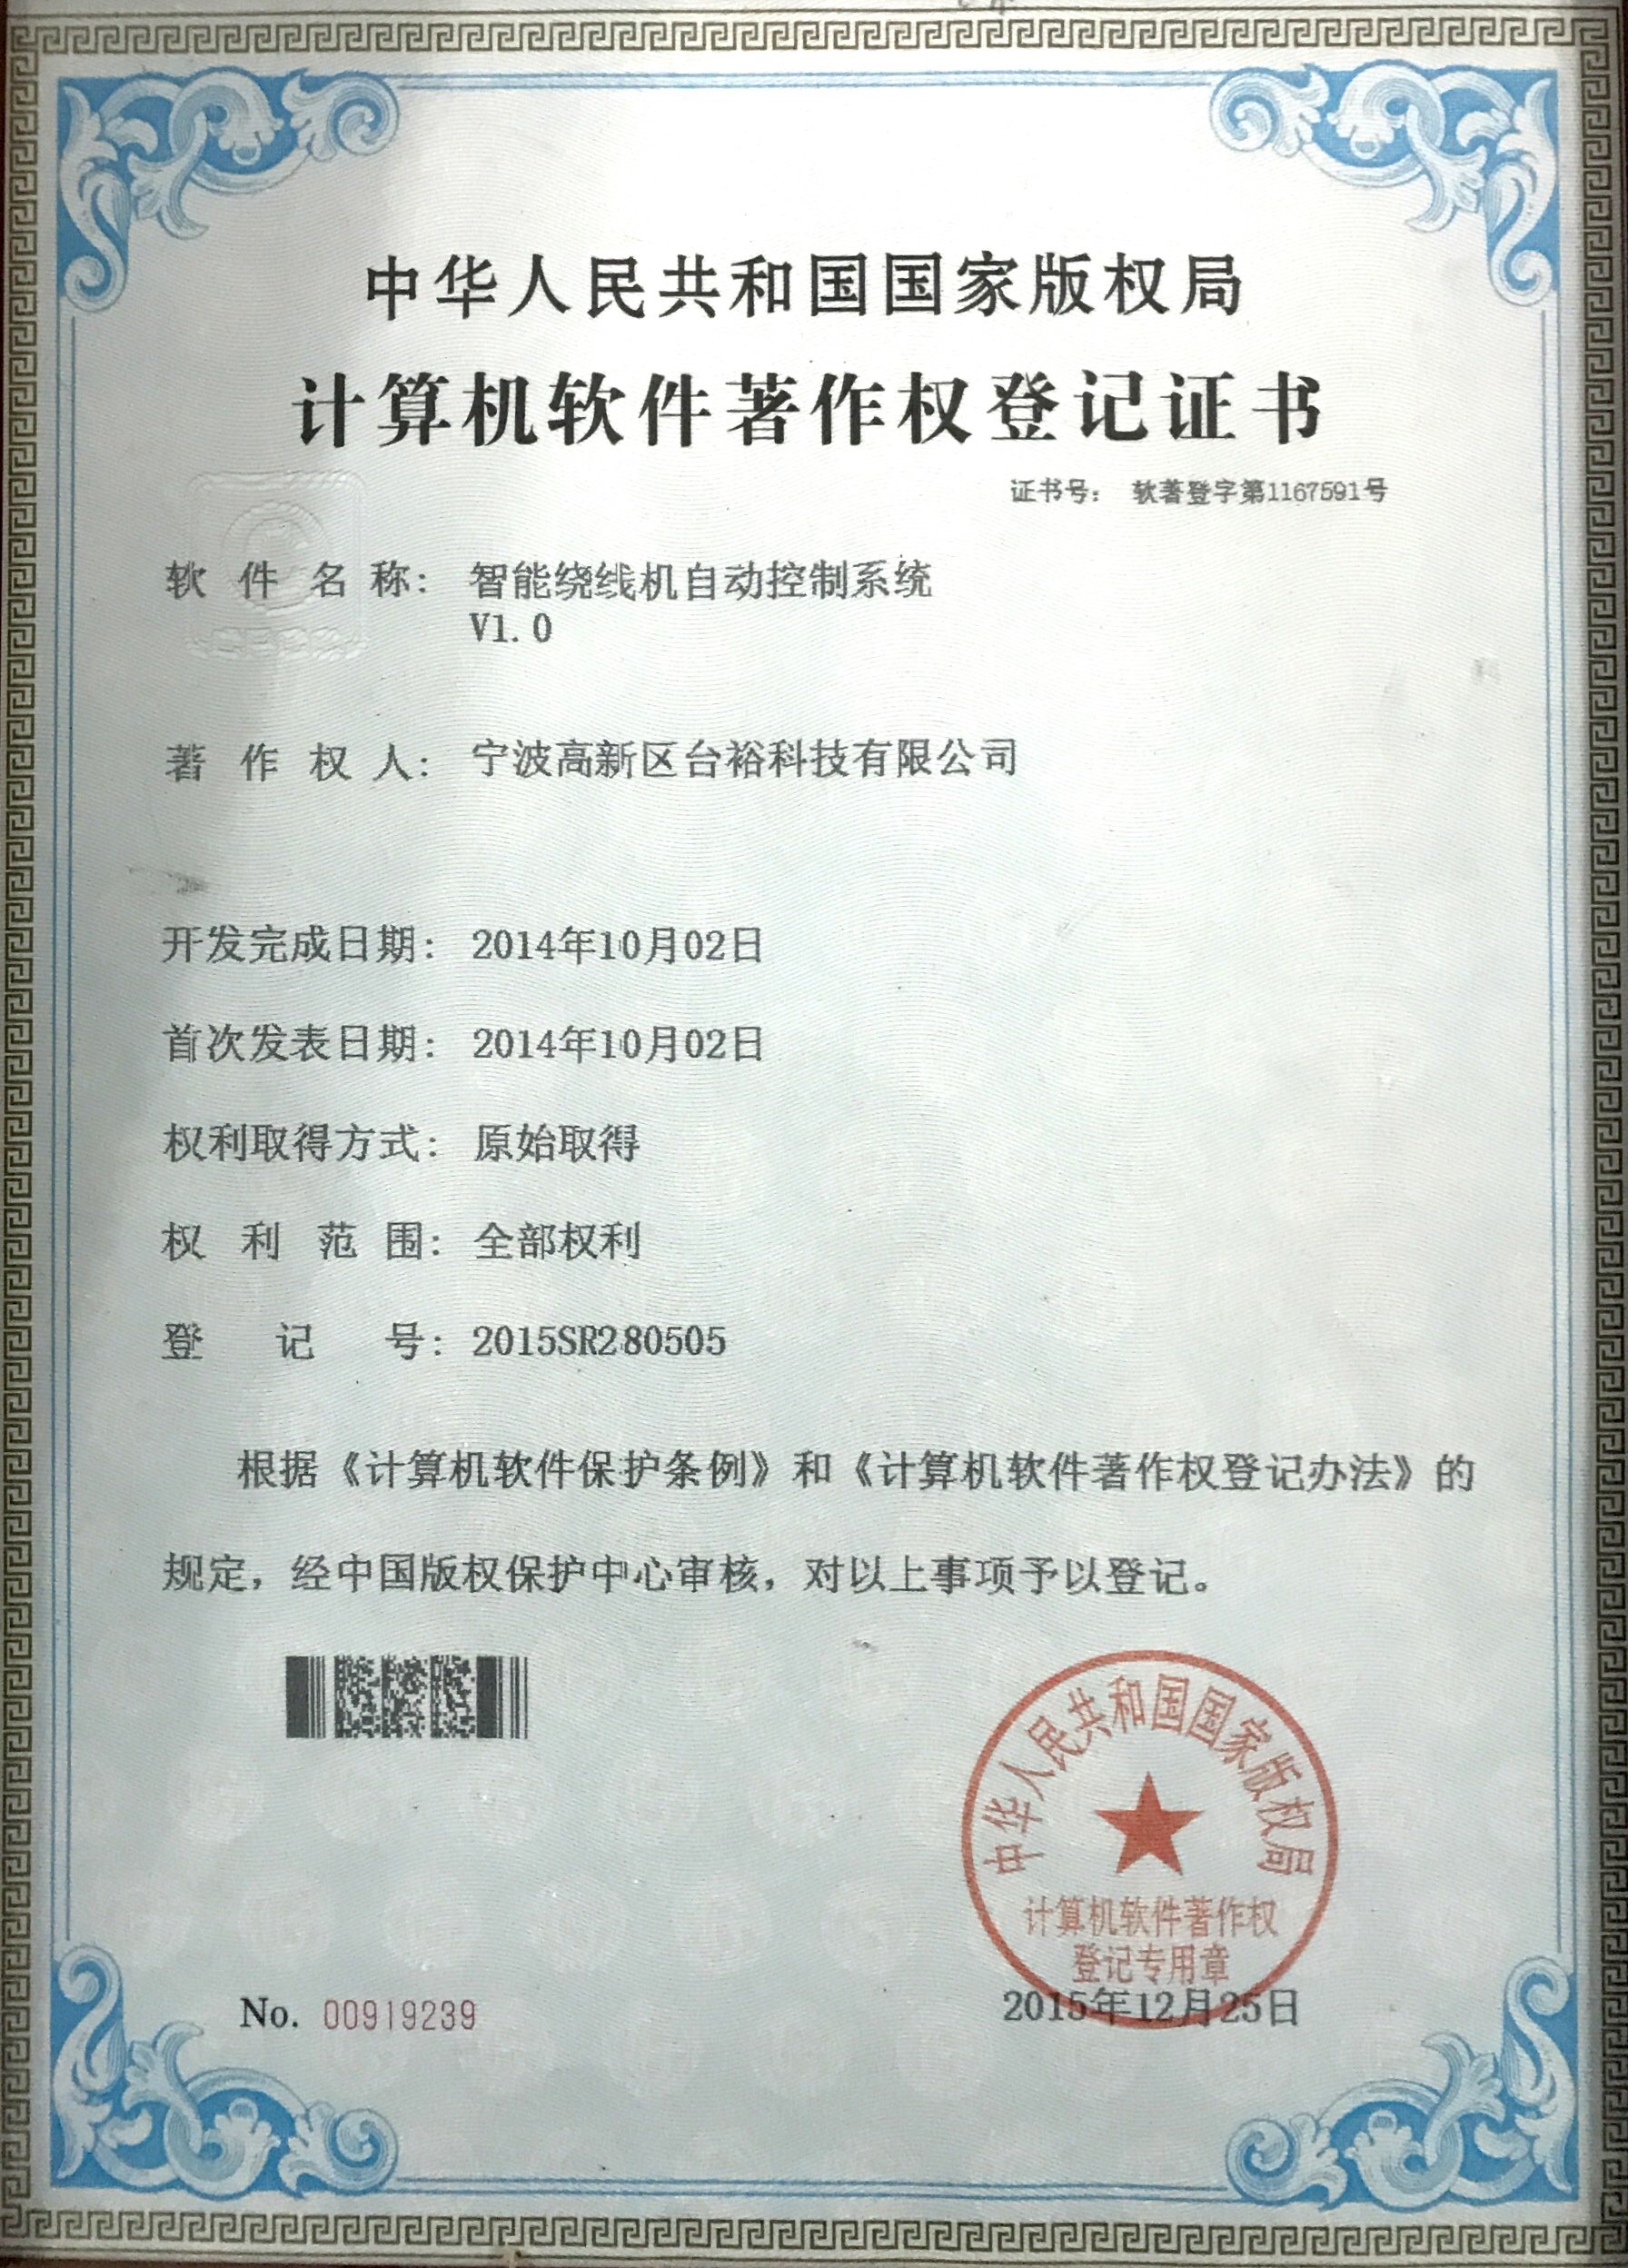 中华人民共和国国家版权局
计算机软件著作权登记证书
证书号： 软著登字第1167591号
软件名称： 智能绕线机自动控制系统
V1.0
著作权人： 宁波高新区台裕科技有限公司
开发完成日期： 2014年10月02日
首次发表日期： 2014年10月02日
权利取得方式： 原始取得
权利范围： 全部权利
登记号： 2015SR280505
根据《计算机软件保护条例》和《计算机软件著作权登记办法》的
规定，经中国版权保护中心审核，对以上事项予以登记。
中华人民共和国国家版权局
计算机软件著作权
登记专用章
No. 00919239
2015年12月25日